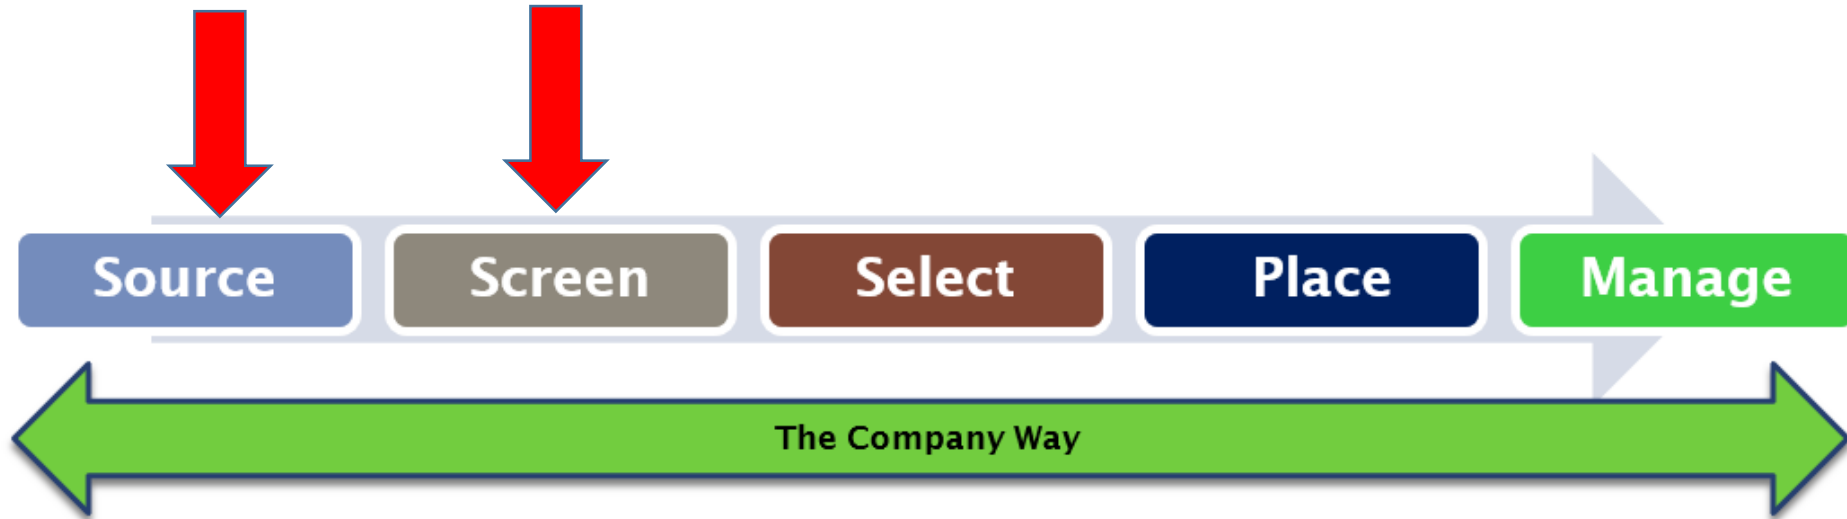 Source
Screen
Select
Place
Manage
The Company Way